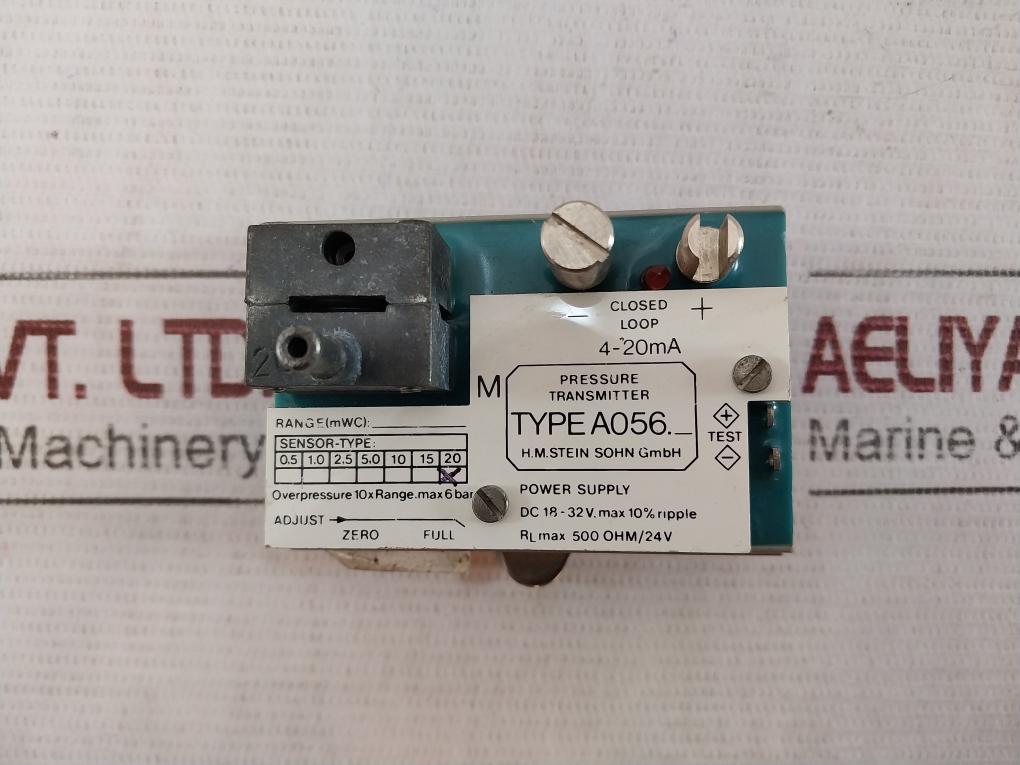 CLOSED
LOOP
− +
4-20mA
M
PRESSURE
TRANSMITTER
TYPE A056._
H.M.STEIN SOHN GmbH
TEST
+
−
2
RANGE(mWC):
SENSOR-TYPE:
0.5 1.0 2.5 5.0 10 15 20
X
Overpressure 10xRange.max 6 bar
ADJUST
ZERO FULL
POWER SUPPLY
DC 18-32V. max 10% ripple
RL max 500 OHM/24V
VT. LTD.
Machinery
AELIYA
Marine &